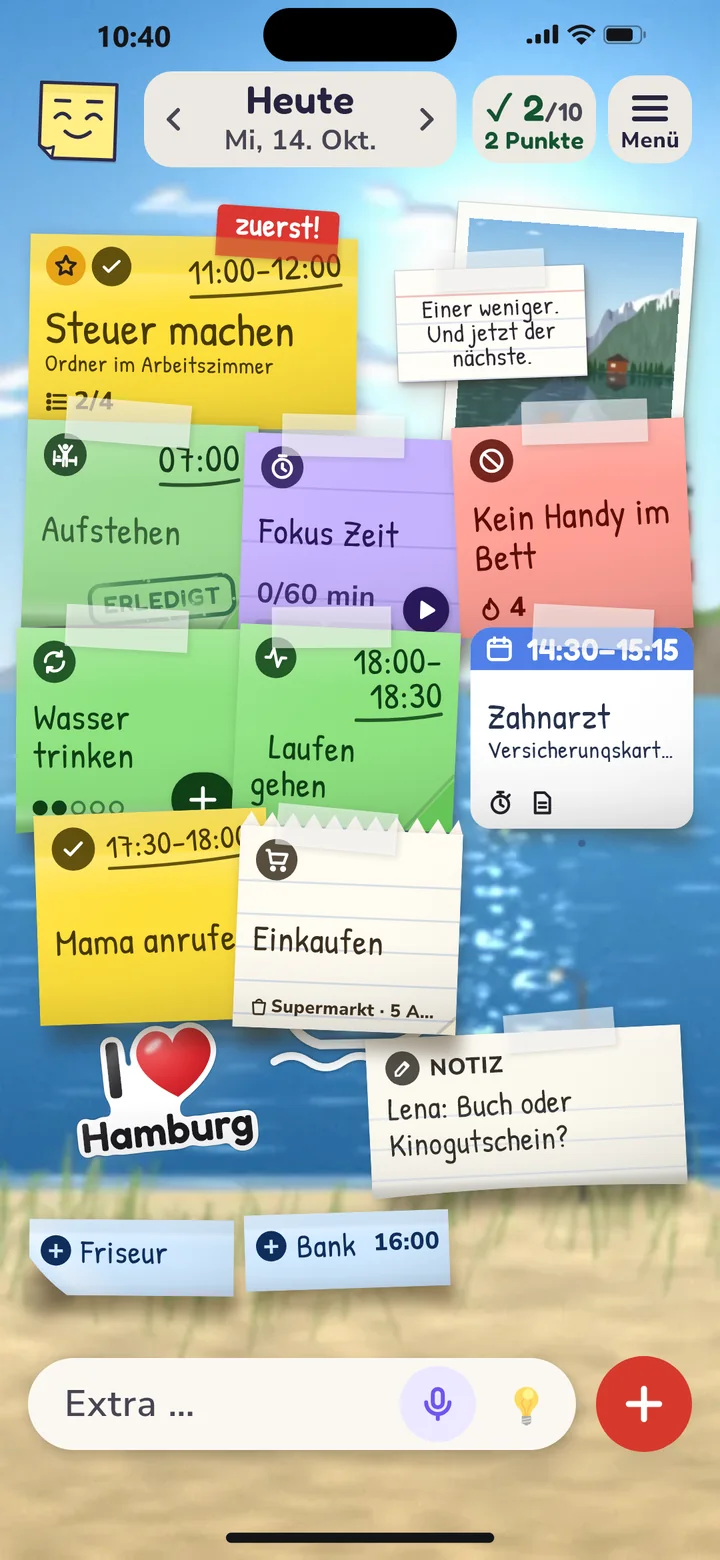 10:40
Heute
Mi, 14. Okt.
2/10
2 Punkte
Menü
zuerst!
11:00–12:00
Steuer machen
Ordner im Arbeitszimmer
2/4
Einer weniger.
Und jetzt der
nächste.
07:00
Aufstehen
ERLEDIGT
Fokus Zeit
0/60 min
Kein Handy im
Bett
4
Wasser
trinken
18:00–
18:30
Laufen
gehen
14:30–15:15
Zahnarzt
Versicherungskart…
17:30–18:00
Mama anrufe
Einkaufen
Supermarkt · 5 A…
I
Hamburg
NOTIZ
Lena: Buch oder
Kinogutschein?
Friseur
Bank 16:00
Extra ...